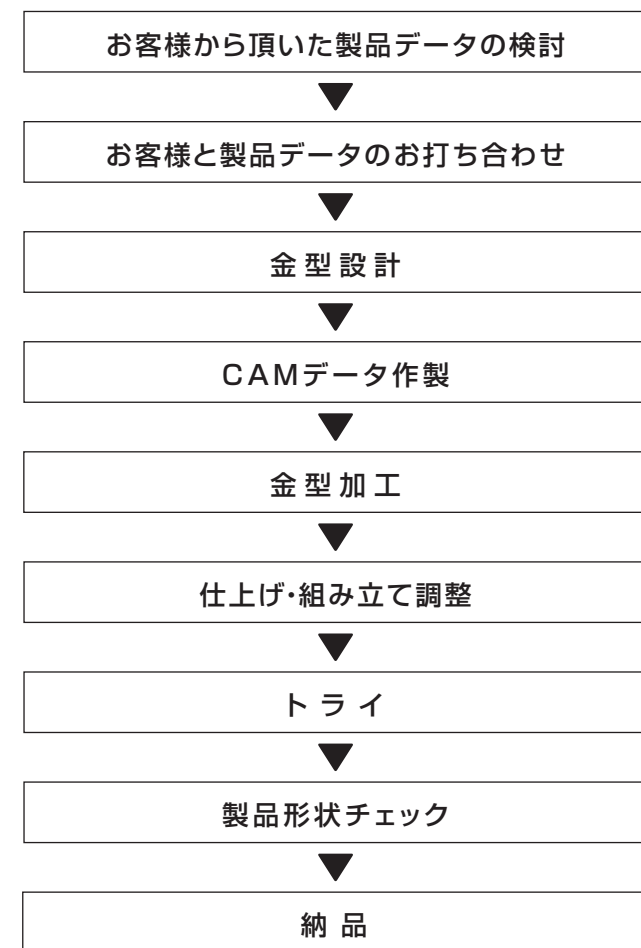 お客様から頂いた製品データの検討
お客様と製品データのお打ち合わせ
金型設計
CAMデータ作製
金型加工
仕上げ・組み立て調整
トライ
製品形状チェック
納品